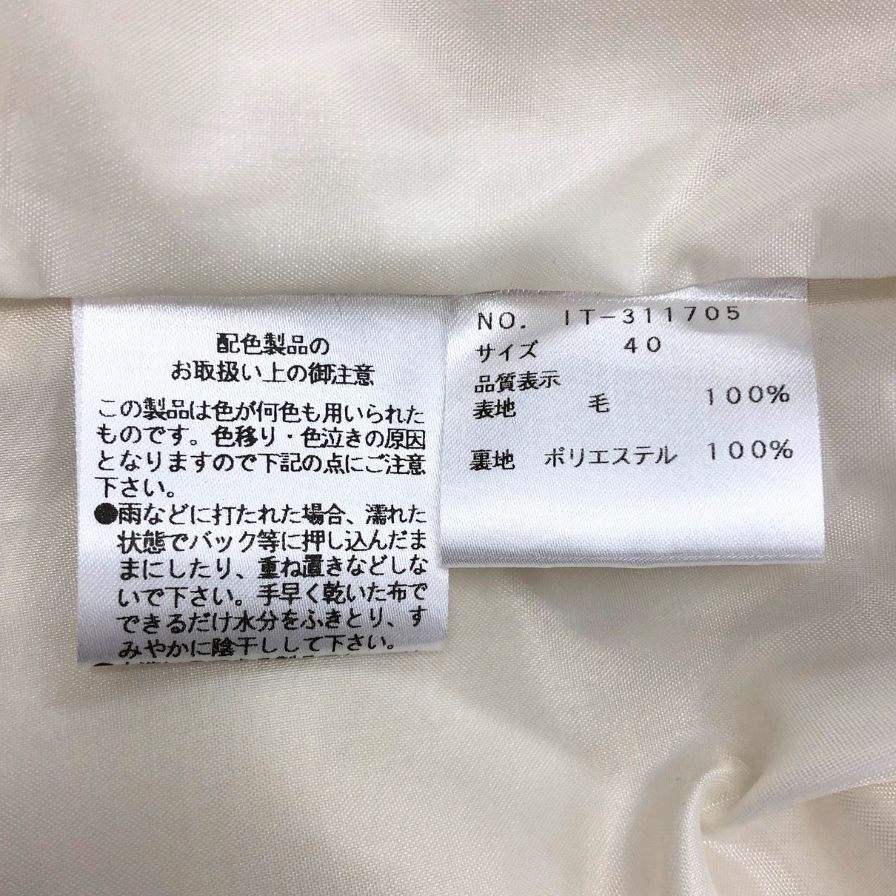 配色製品の
お取扱い上の御注意
この製品は色が何色も用いられた
ものです。色移り・色泣きの原因
となりますので下記の点にご注意
下さい。
●雨などに打たれた場合、濡れた
状態でバック等に押し込んだま
まにしたり、重ね置きなどしな
いで下さい。手早く乾いた布で
できるだけ水分をふきとり、す
みやかに陰干しして下さい。
NO. IT-311705
サイズ 40
品質表示
表地 毛 100%
裏地 ポリエステル 100%